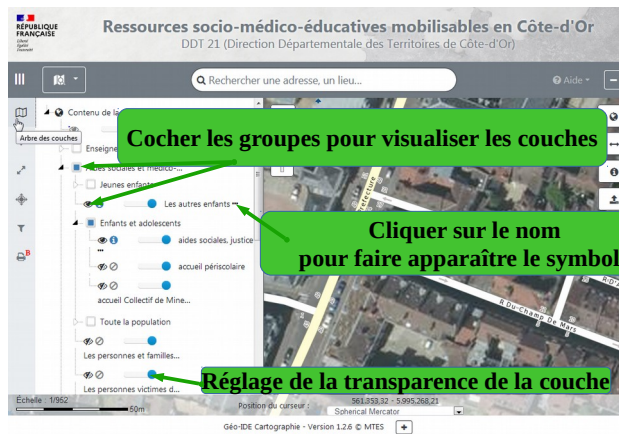 RÉPUBLIQUE
FRANÇAISE
Liberté
Égalité
Fraternité
Ressources socio-médico-éducatives mobilisables en Côte-d'Or
DDT 21 (Direction Départementale des Territoires de Côte-d'Or)
Rechercher une adresse, un lieu...
Aide
Contenu de la
Arbre des couches
Cocher les groupes pour visualiser les couches
Enseigne
Aides sociales et médico-...
Jeunes enfants
Les autres enfants
Enfants et adolescents
aides sociales, justice
...
Cliquer sur le nom
pour faire apparaître le symbol
accueil périscolaire
accueil Collectif de Mine...
R Du-Champ De Mars
Toute la population
Les personnes et familles...
Réglage de la transparence de la couche
Les personnes victimes d...
Échelle : 1/952
50m
Position du curseur :
561.353,32 - 5.995.268,21
Spherical Mercator
Géo-IDE Cartographie - Version 1.2.6 © MTES